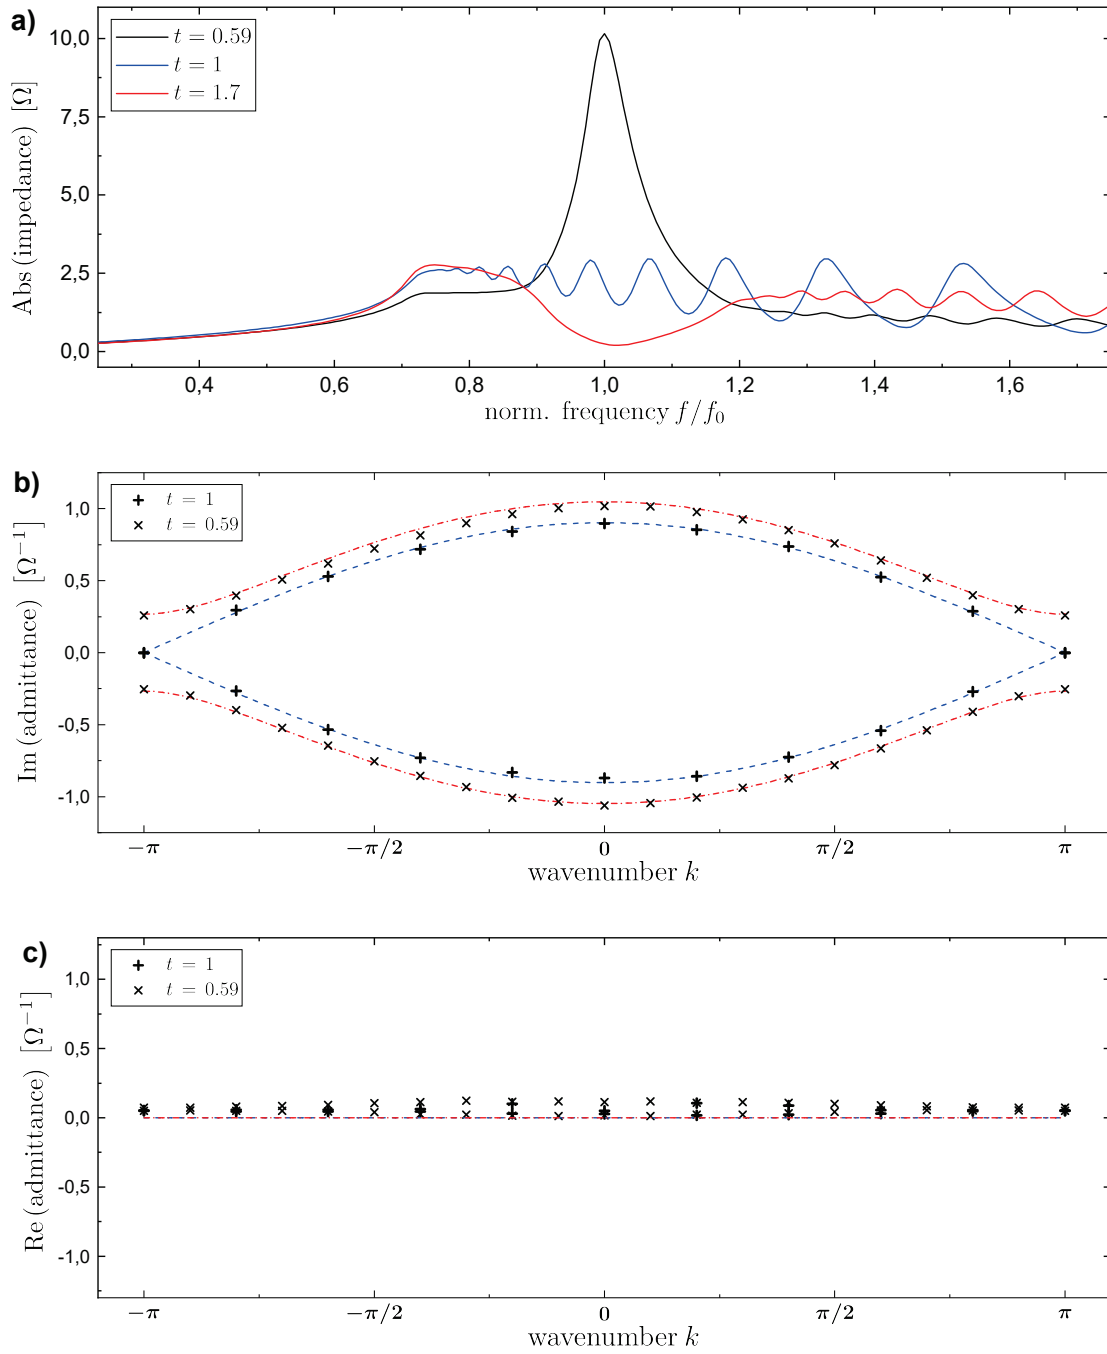 a)
Abs (impedance) [Ω]
10,0
7,5
5,0
2,5
0,0
t = 0.59
t = 1
t = 1.7
0,4 0,6 0,8 1,0 1,2 1,4 1,6
norm. frequency f/f₀
b)
Im (admittance) [Ω⁻¹]
1,0
0,5
0,0
-0,5
-1,0
t = 1
t = 0.59
−π −π/2 0 π/2 π
wavenumber k
c)
Re (admittance) [Ω⁻¹]
1,0
0,5
0,0
-0,5
-1,0
t = 1
t = 0.59
−π −π/2 0 π/2 π
wavenumber k